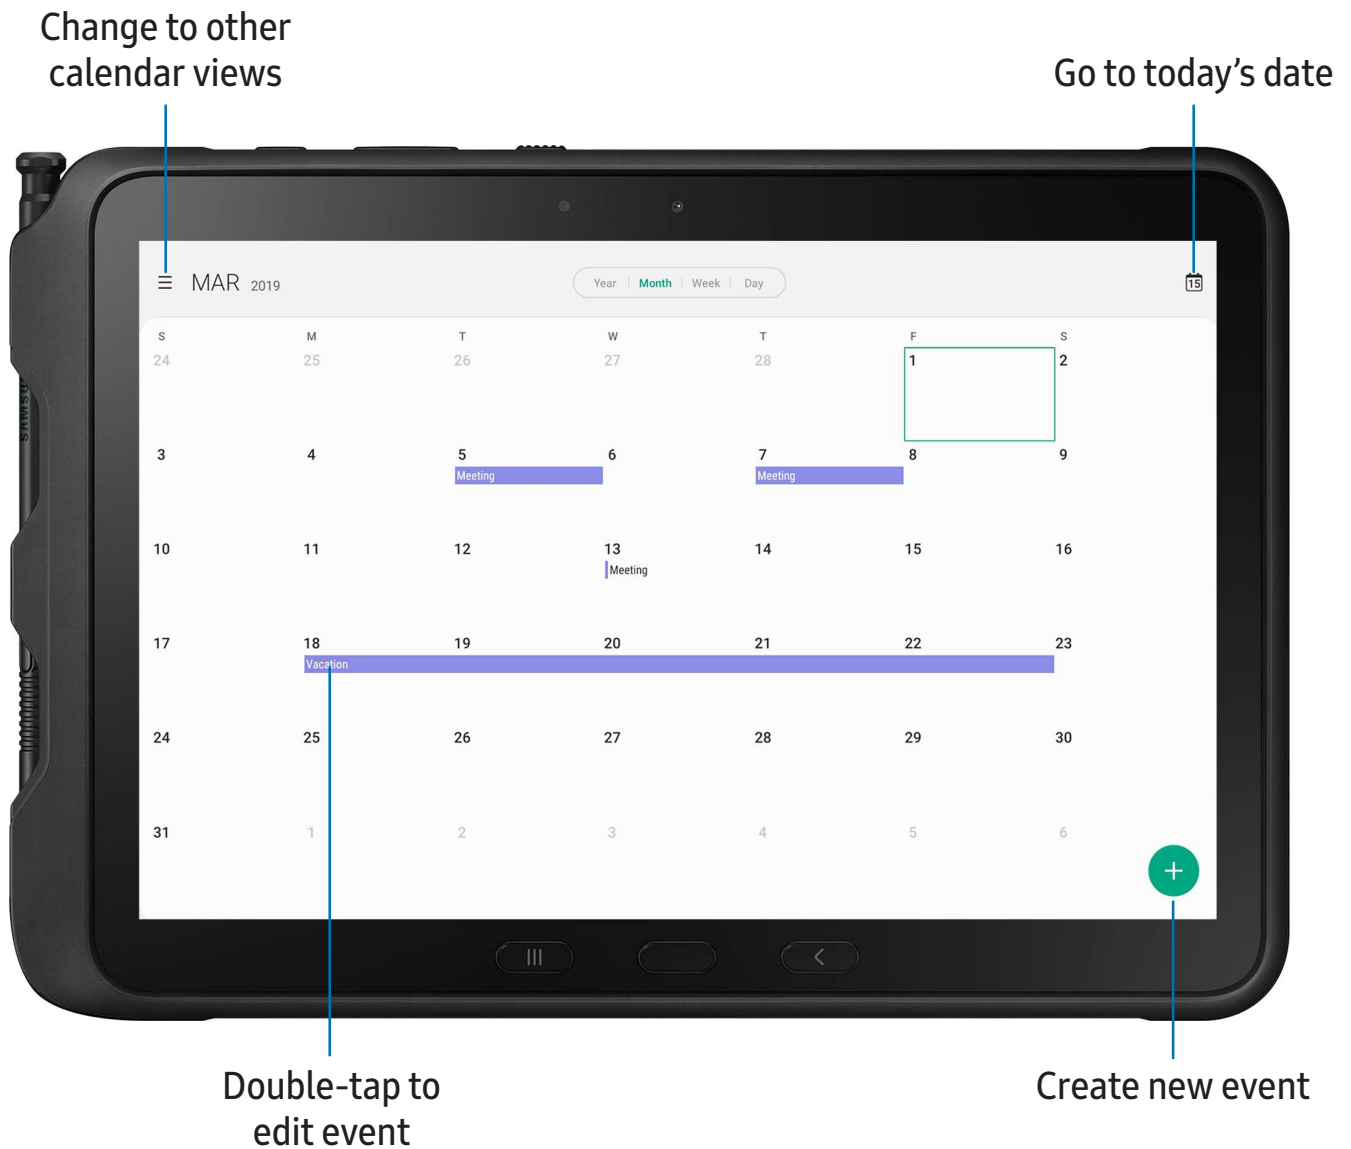 Change to other
calendar views
Go to today's date
MAR 2019
Year Month Week Day
15
S M T W T F S
24 25 26 27 28 1 2
SAMSUNG
3 4 5 6 7 8 9
Meeting Meeting
10 11 12 13 14 15 16
Meeting
17 18 19 20 21 22 23
Vacation
24 25 26 27 28 29 30
31 1 2 3 4 5 6
Double-tap to
edit event
Create new event